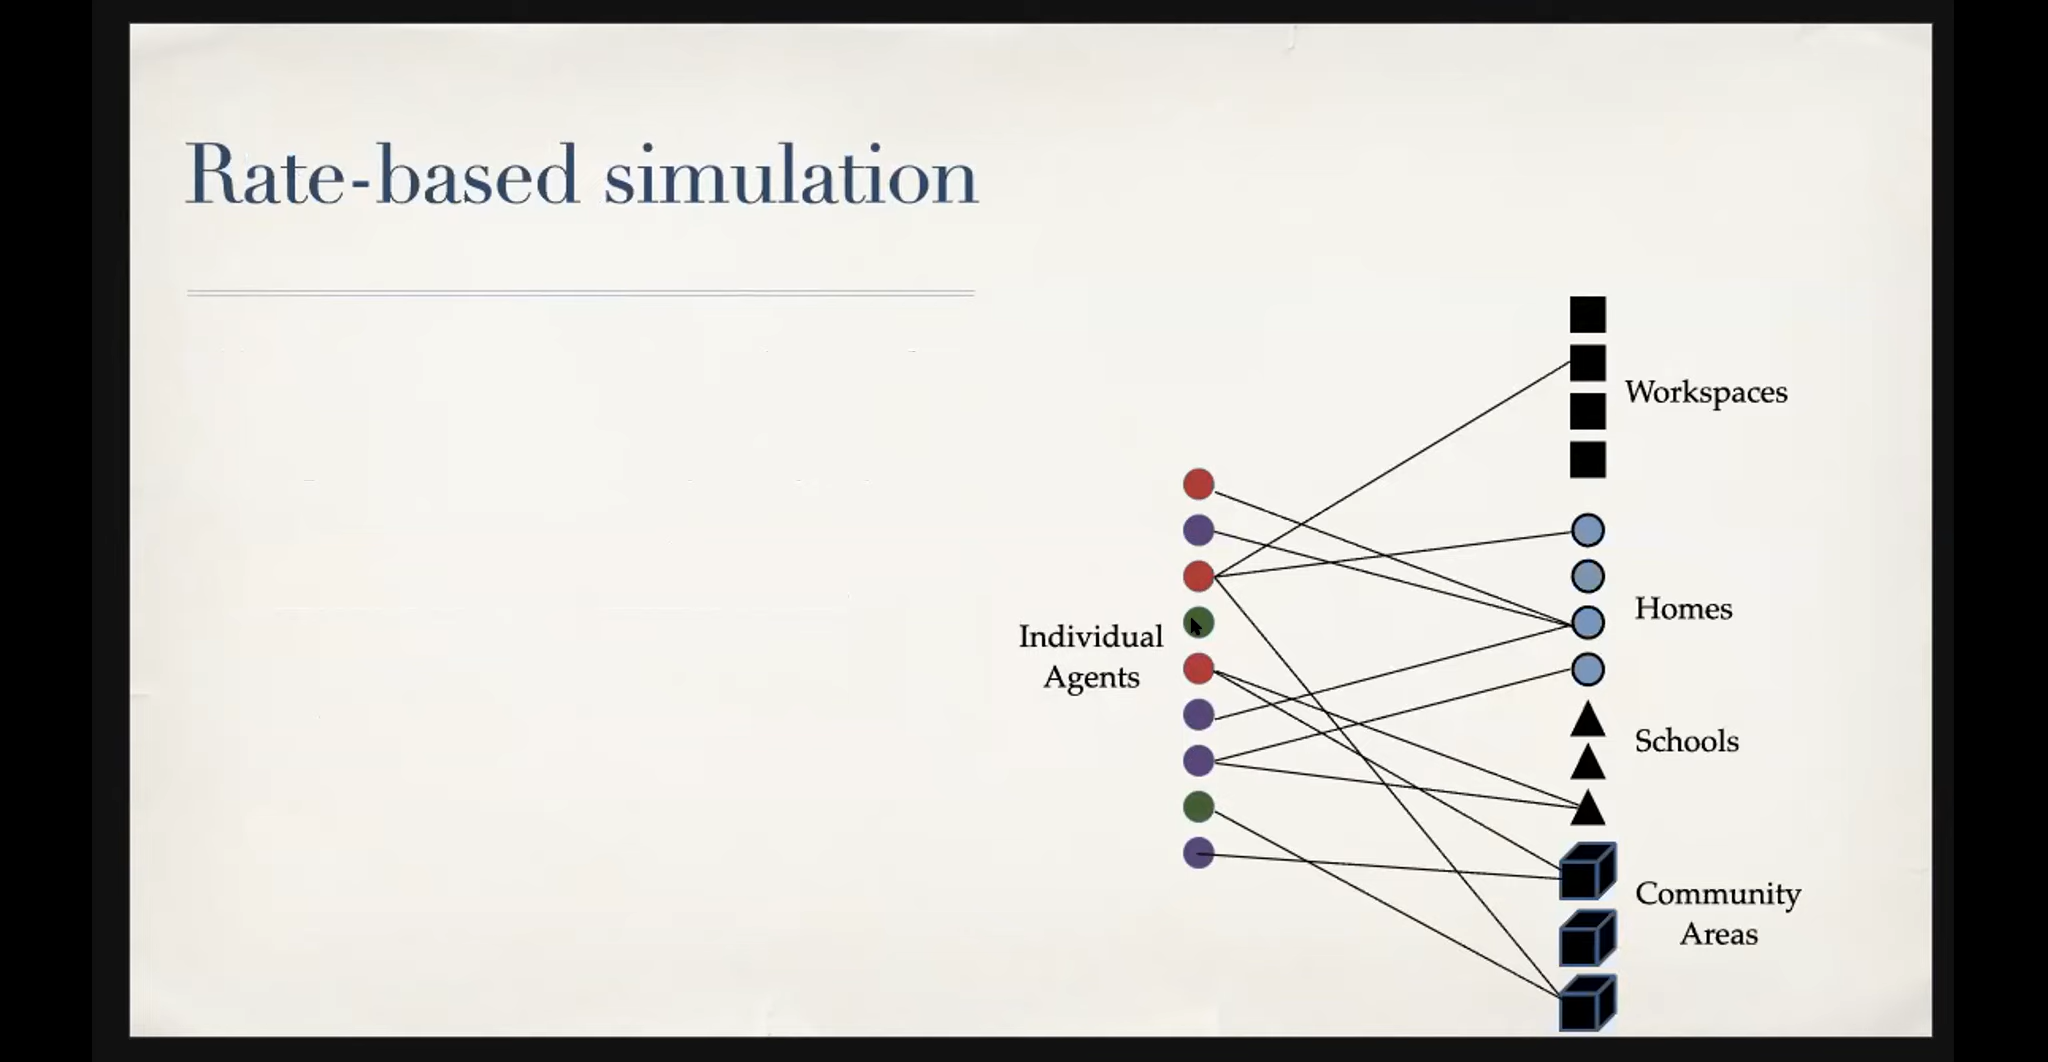 Rate-based simulation
Workspaces
Homes
Individual
Agents
Schools
Community
Areas